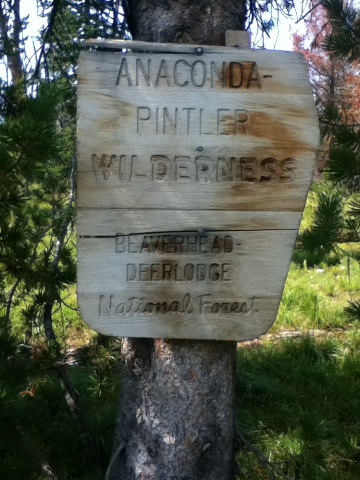 ANACONDA-
PINTLER
WILDERNESS
BEAVERHEAD-
DEERLODGE
National Forest